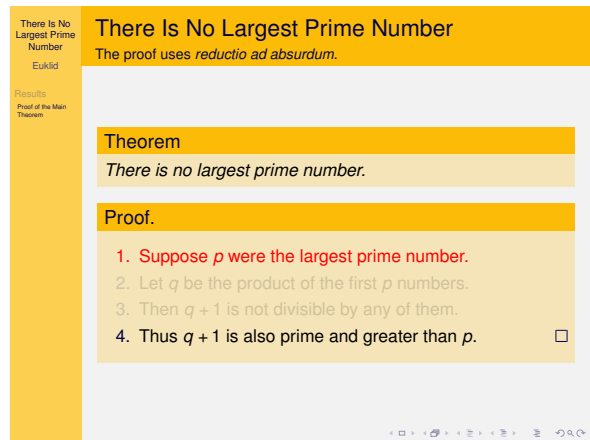 There Is No
Largest Prime
Number
Euklid
Results
Proof of the Main
Theorem
There Is No Largest Prime Number
The proof uses reductio ad absurdum.
Theorem
There is no largest prime number.
Proof.
1. Suppose p were the largest prime number.
2. Let q be the product of the first p numbers.
3. Then q + 1 is not divisible by any of them.
4. Thus q + 1 is also prime and greater than p. □